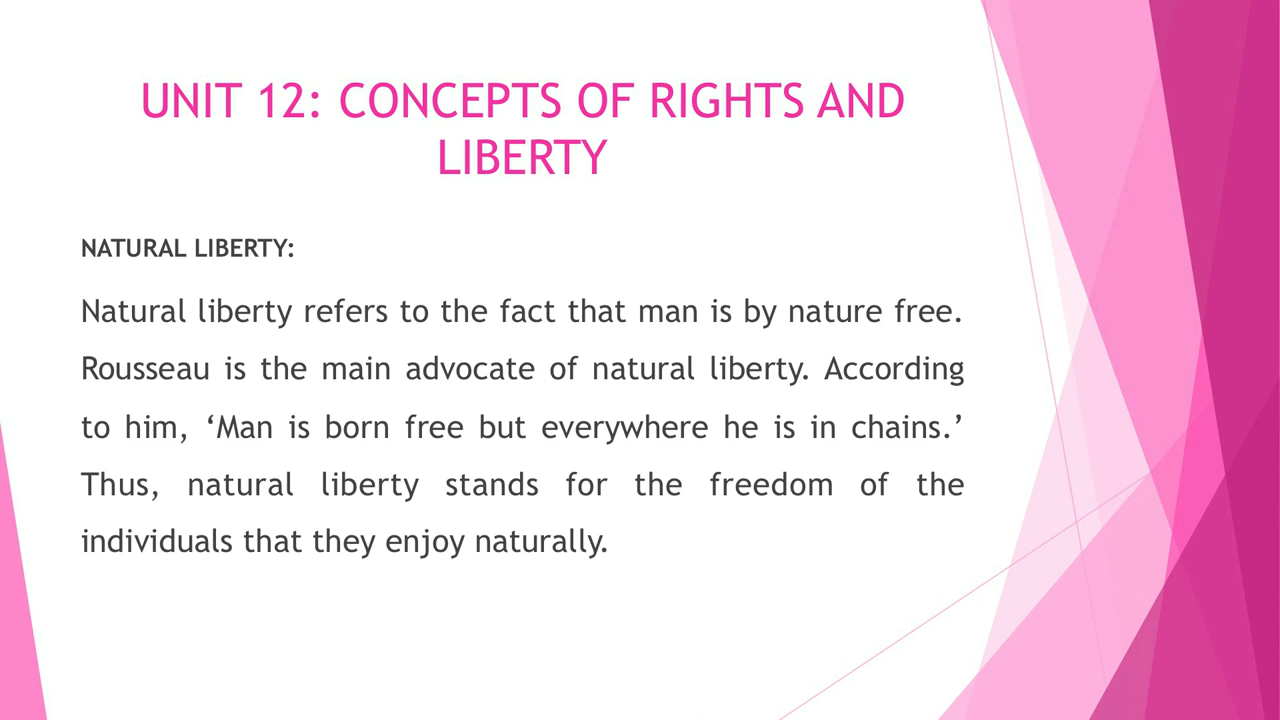 UNIT 12: CONCEPTS OF RIGHTS AND
LIBERTY
NATURAL LIBERTY:
Natural liberty refers to the fact that man is by nature free.
Rousseau is the main advocate of natural liberty. According
to him, ‘Man is born free but everywhere he is in chains.’
Thus, natural liberty stands for the freedom of the
individuals that they enjoy naturally.